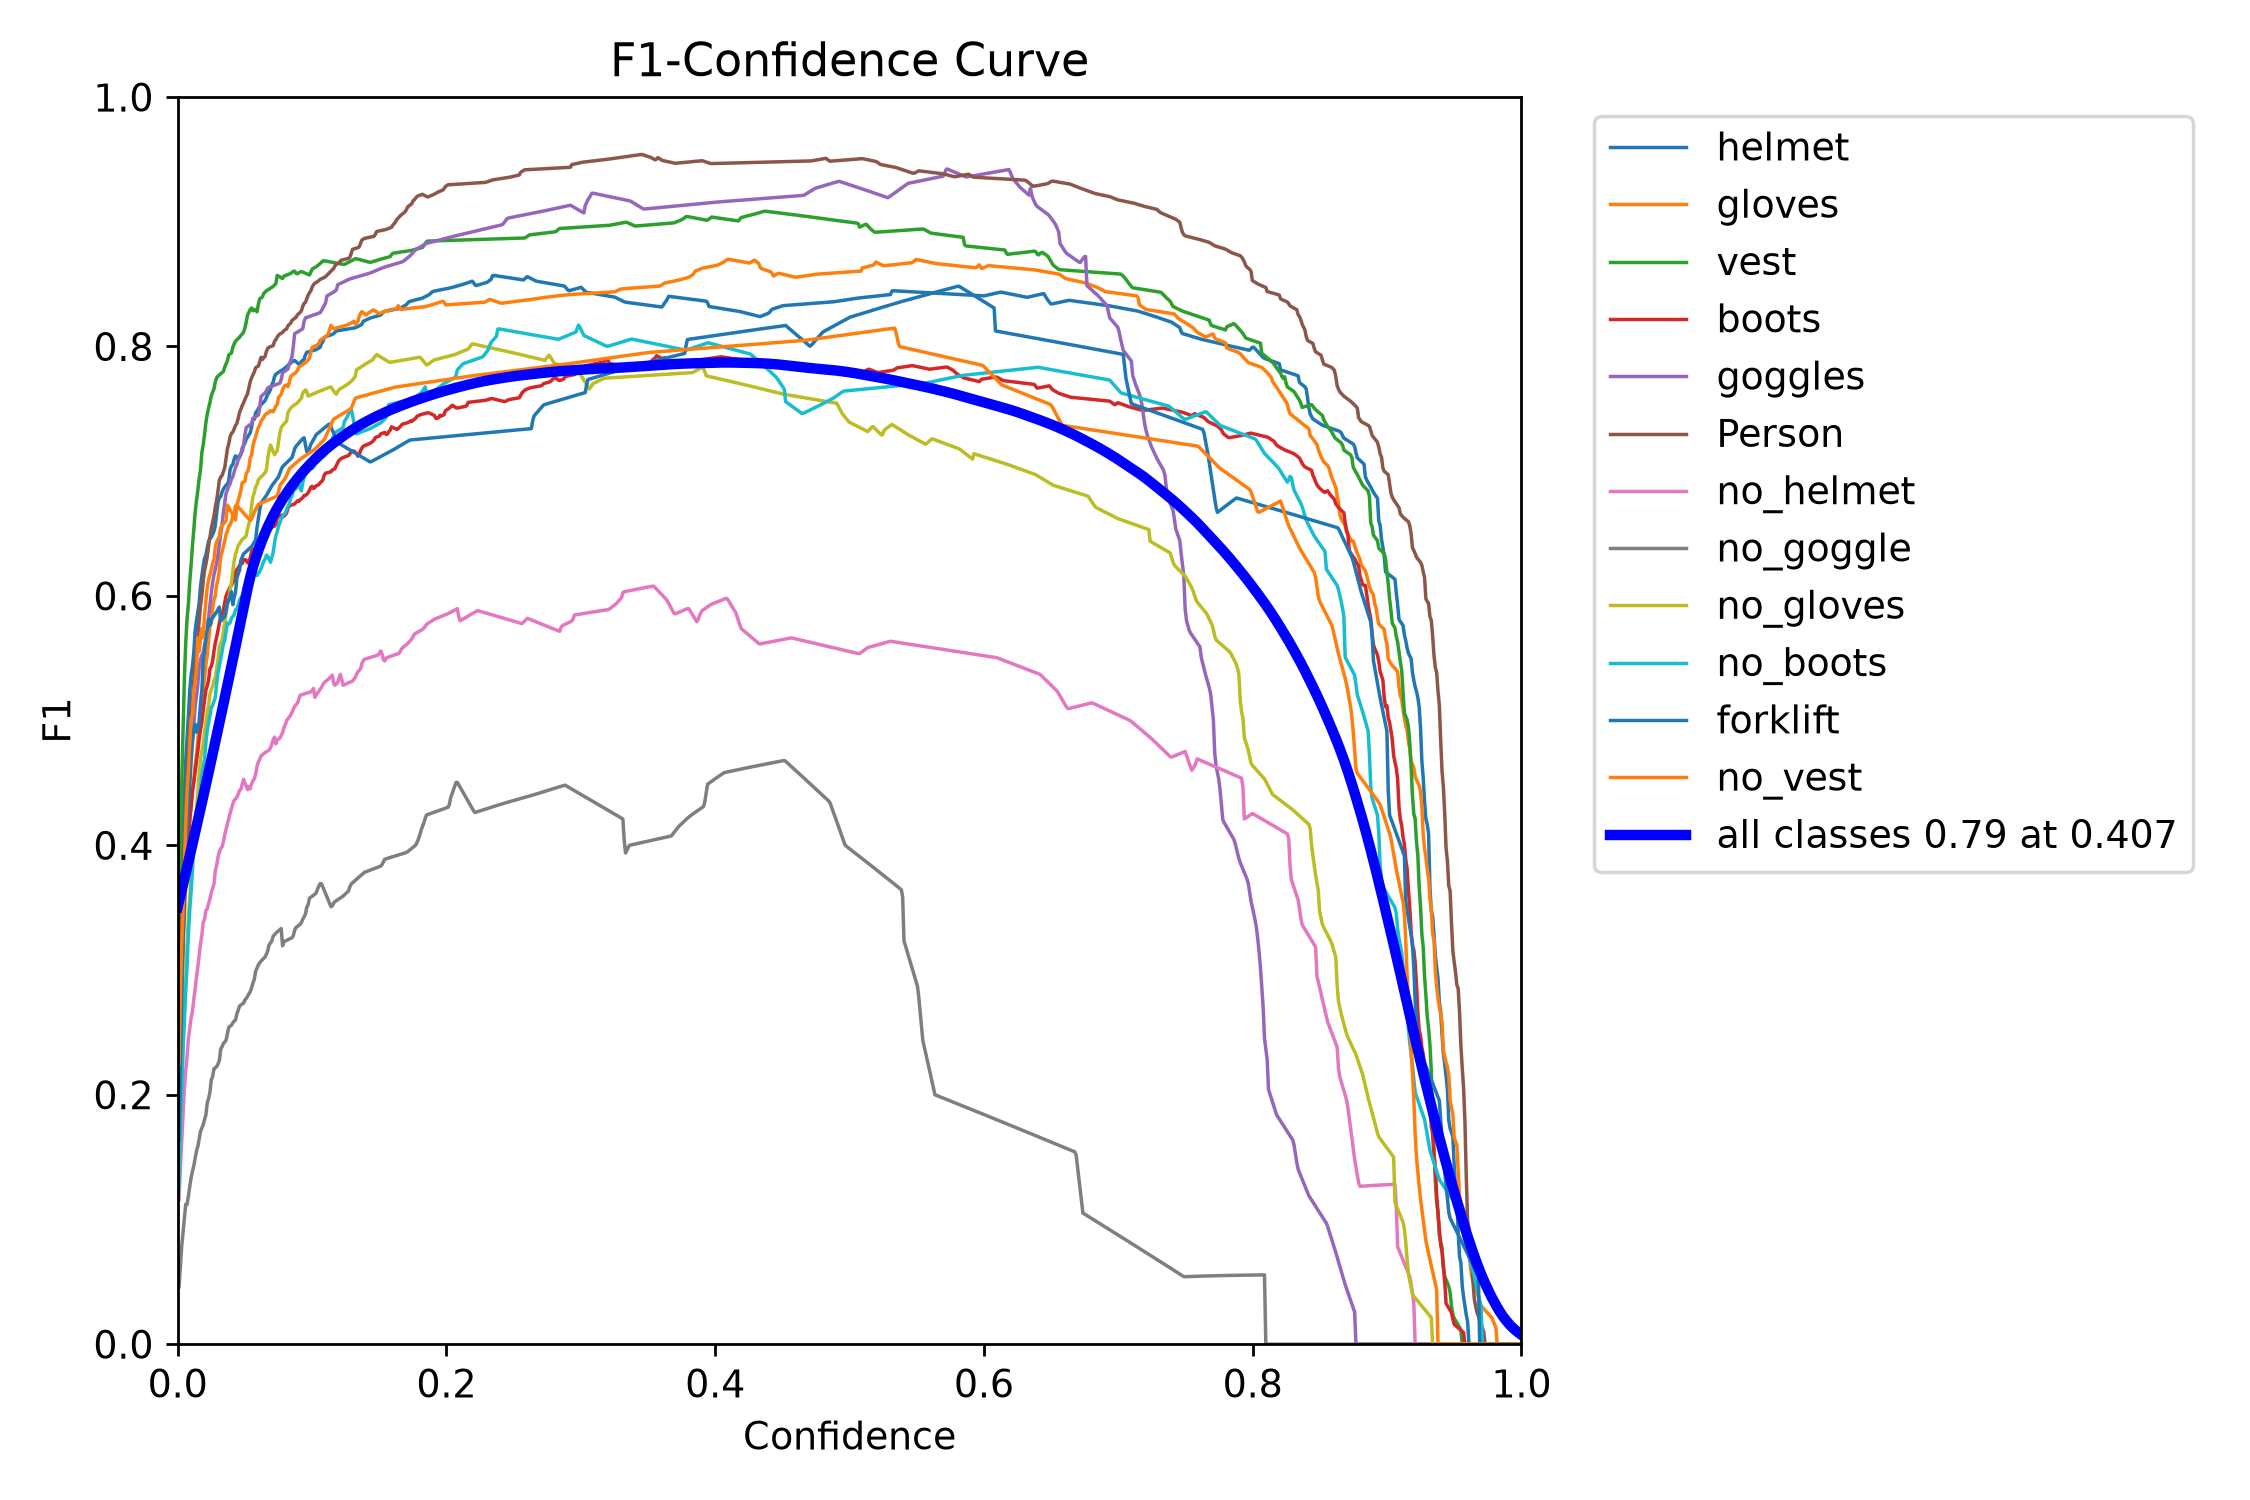 F1-Confidence Curve
1.0
0.8
0.6
0.4
0.2
0.0
F1
0.0 0.2 0.4 0.6 0.8 1.0
Confidence
helmet
gloves
vest
boots
goggles
Person
no_helmet
no_goggle
no_gloves
no_boots
forklift
no_vest
all classes 0.79 at 0.407